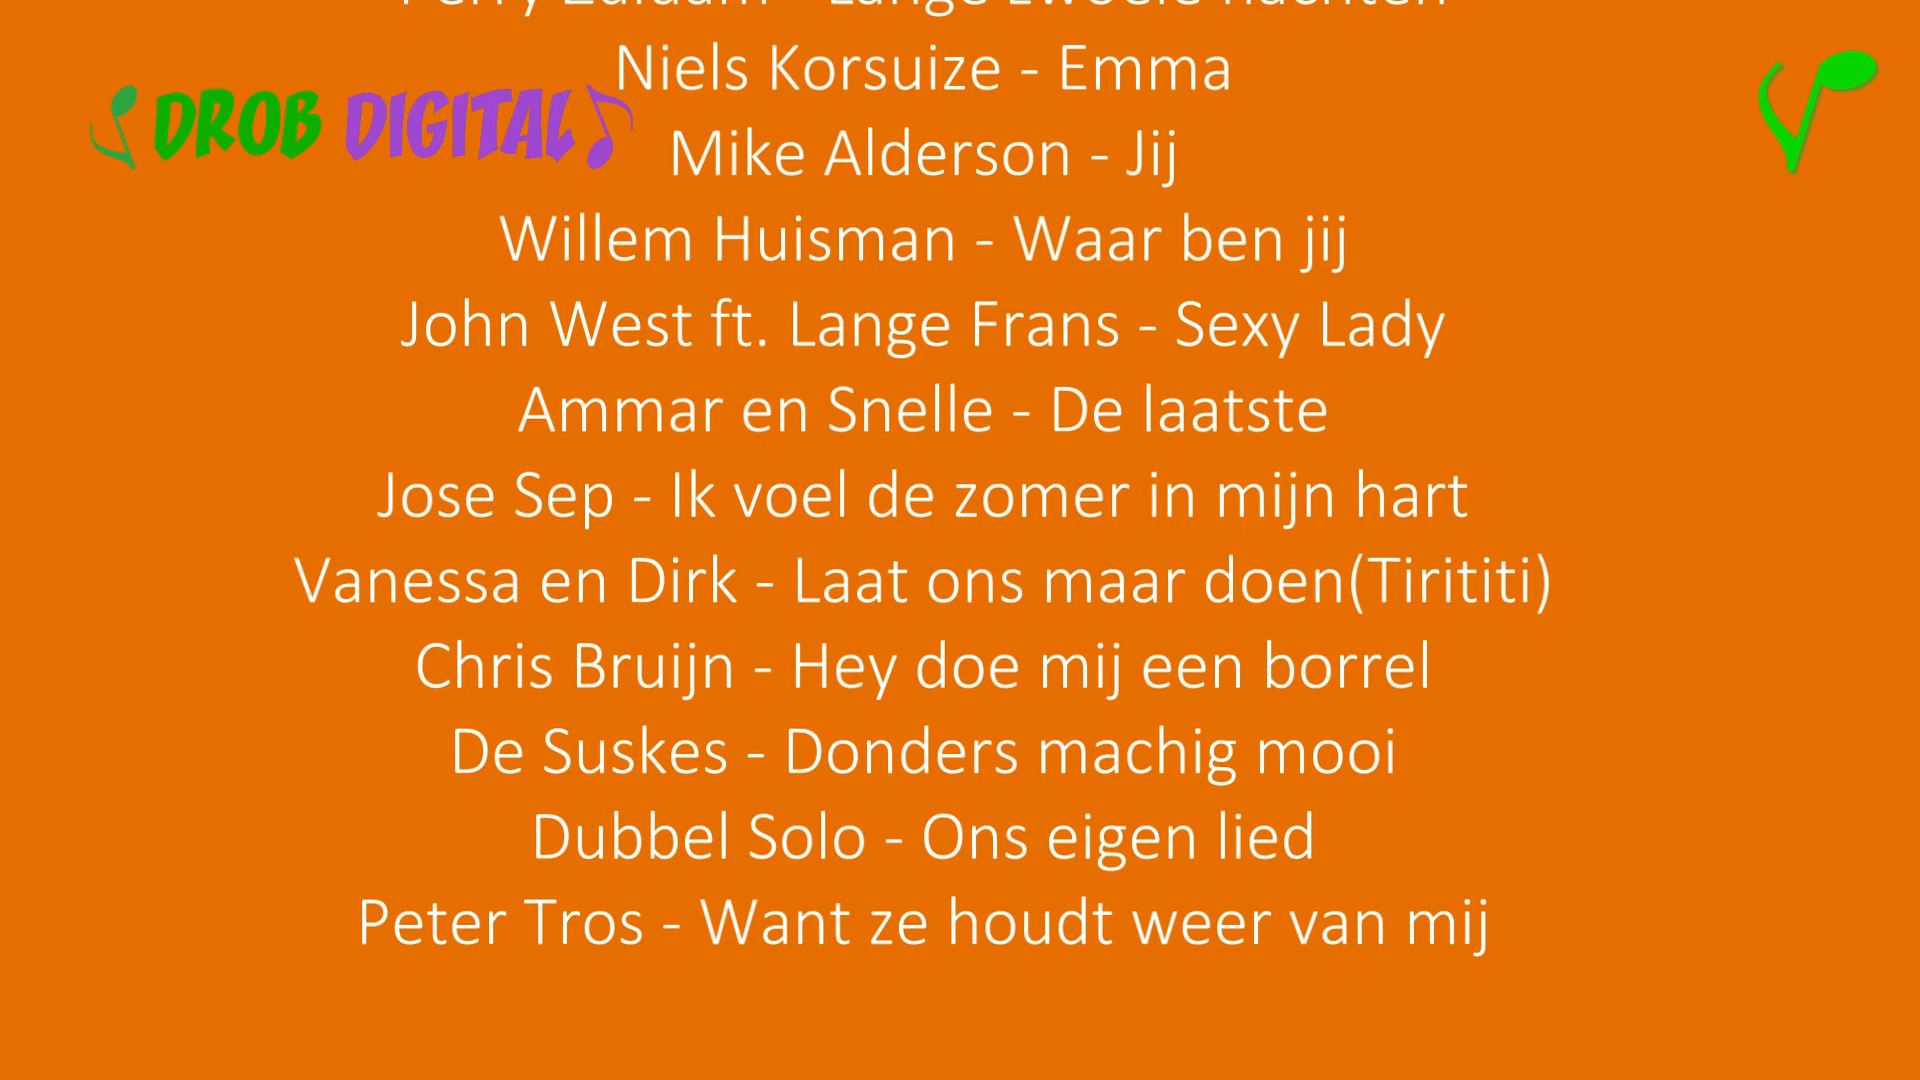 Niels Korsuize - Emma
DROB DIGITAL
Mike Alderson - Jij
Willem Huisman - Waar ben jij
John West ft. Lange Frans - Sexy Lady
Ammar en Snelle - De laatste
Jose Sep - Ik voel de zomer in mijn hart
Vanessa en Dirk - Laat ons maar doen(Tirititi)
Chris Bruijn - Hey doe mij een borrel
De Suskes - Donders machig mooi
Dubbel Solo - Ons eigen lied
Peter Tros - Want ze houdt weer van mij